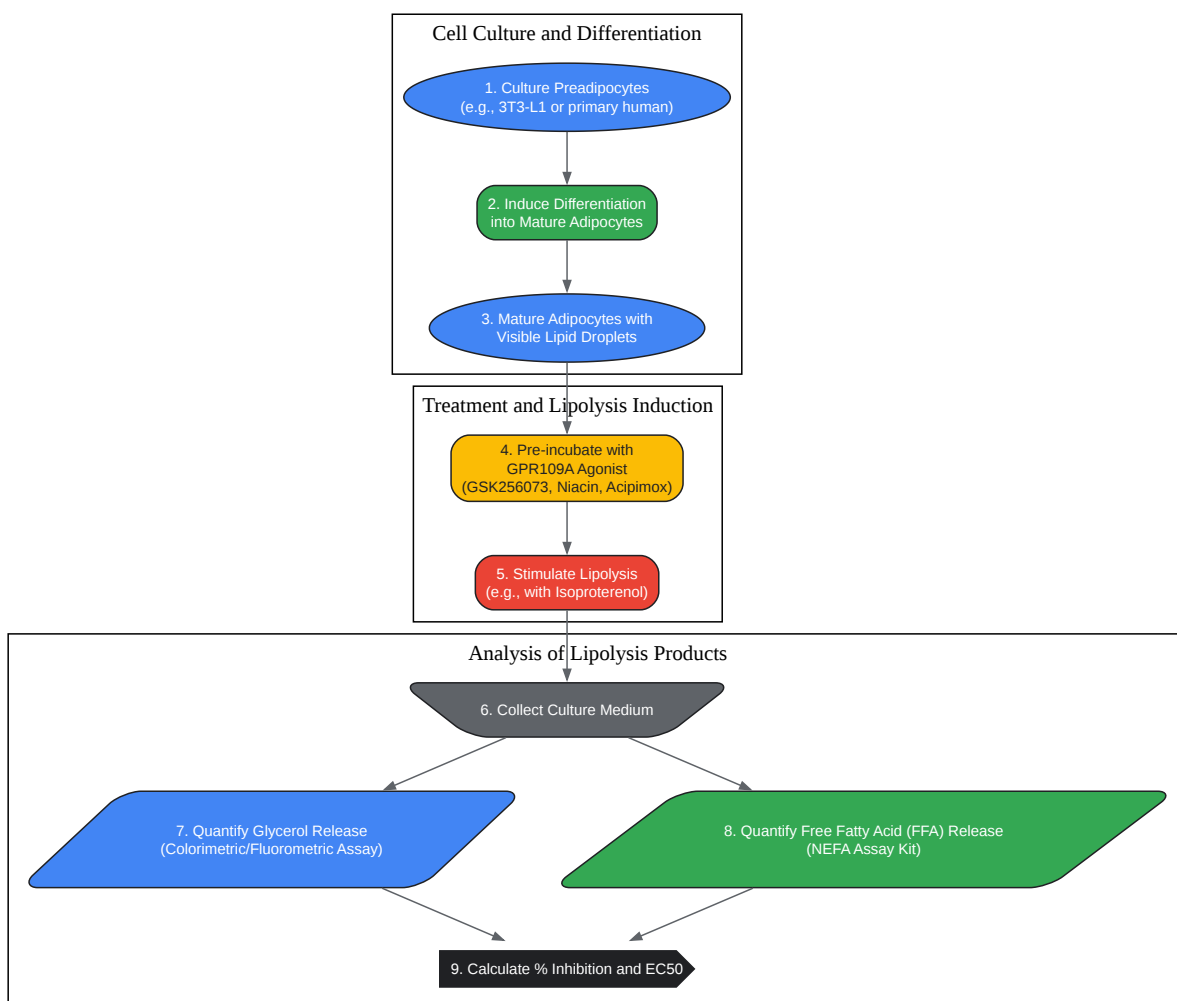 Cell Culture and Differentiation
1. Culture Preadipocytes
(e.g., 3T3-L1 or primary human)
2. Induce Differentiation
into Mature Adipocytes
3. Mature Adipocytes with
Visible Lipid Droplets
Treatment and Lipolysis Induction
4. Pre-incubate with
GPR109A Agonist
(GSK256073, Niacin, Acipimox)
5. Stimulate Lipolysis
(e.g., with Isoproterenol)
Analysis of Lipolysis Products
6. Collect Culture Medium
7. Quantify Glycerol Release
(Colorimetric/Fluorometric Assay)
8. Quantify Free Fatty Acid (FFA) Release
(NEFA Assay Kit)
9. Calculate % Inhibition and EC50